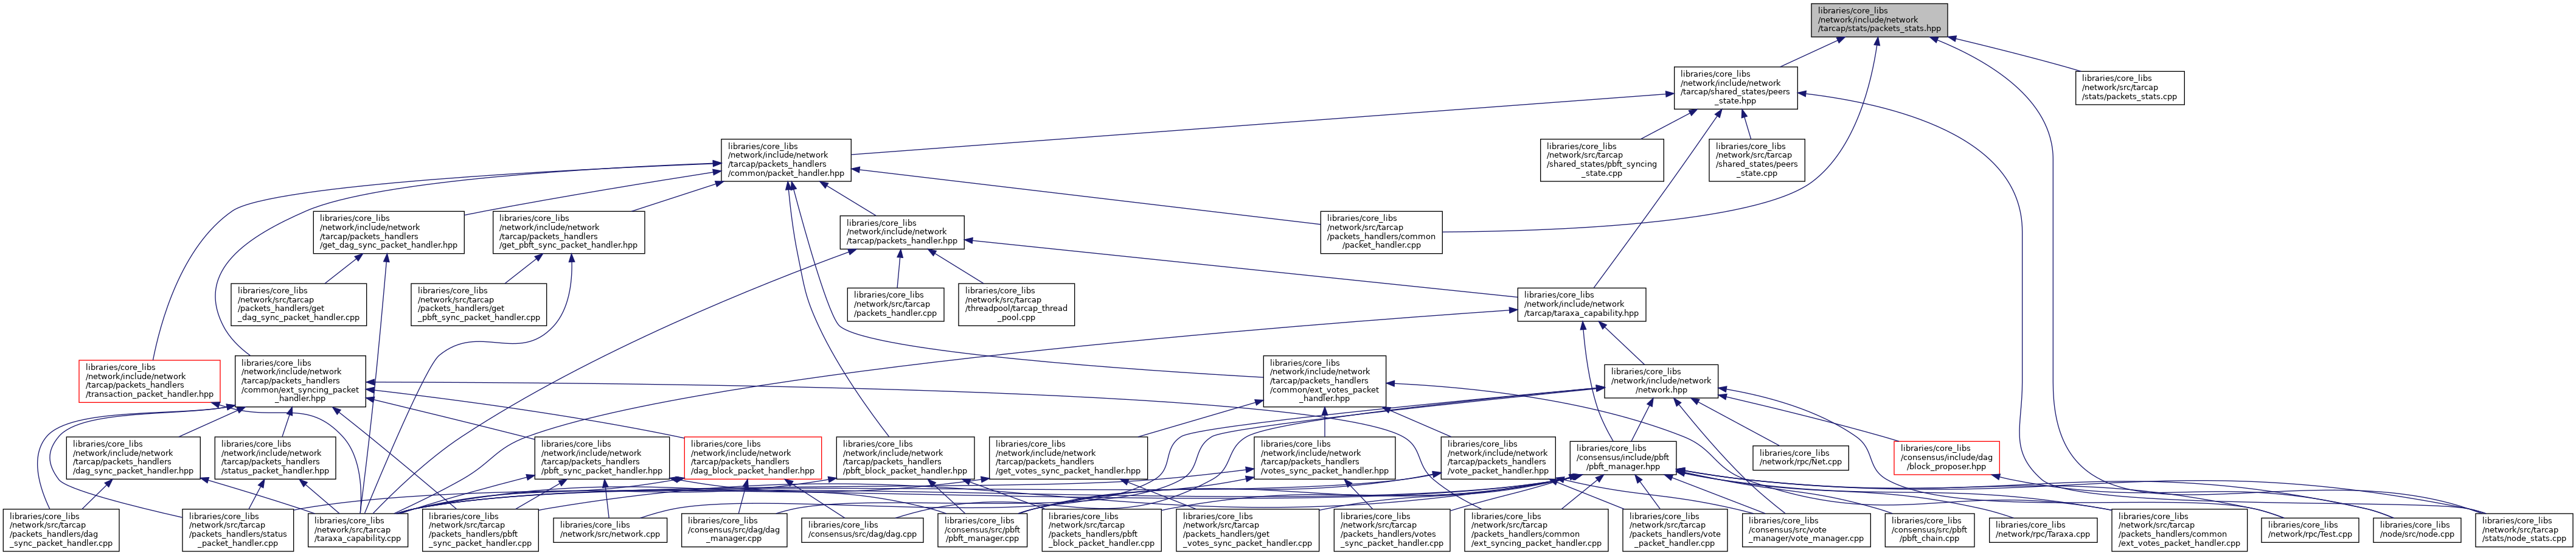 libraries/core_libs
/network/include/network
/tarcap/stats/packets_stats.hpp
libraries/core_libs
/network/include/network
/tarcap/shared_states/peers
_state.hpp
libraries/core_libs
/network/src/tarcap
/stats/packets_stats.cpp
libraries/core_libs
/network/include/network
/tarcap/packets_handlers
/common/packet_handler.hpp
libraries/core_libs
/network/src/tarcap
/shared_states/pbft_syncing
_state.cpp
libraries/core_libs
/network/src/tarcap
/shared_states/peers
_state.cpp
libraries/core_libs
/network/include/network
/tarcap/packets_handlers
/get_dag_sync_packet_handler.hpp
libraries/core_libs
/network/include/network
/tarcap/packets_handlers
/get_pbft_sync_packet_handler.hpp
libraries/core_libs
/network/include/network
/tarcap/packets_handler.hpp
libraries/core_libs
/network/src/tarcap
/packets_handlers/common
/packet_handler.cpp
libraries/core_libs
/network/src/tarcap
/packets_handlers/get
_dag_sync_packet_handler.cpp
libraries/core_libs
/network/src/tarcap
/packets_handlers/get
_pbft_sync_packet_handler.cpp
libraries/core_libs
/network/src/tarcap
/packets_handler.cpp
libraries/core_libs
/network/src/tarcap
/threadpool/tarcap_thread
_pool.cpp
libraries/core_libs
/network/include/network
/tarcap/taraxa_capability.hpp
libraries/core_libs
/network/include/network
/tarcap/packets_handlers
/transaction_packet_handler.hpp
libraries/core_libs
/network/include/network
/tarcap/packets_handlers
/common/ext_syncing_packet
_handler.hpp
libraries/core_libs
/network/include/network
/tarcap/packets_handlers
/common/ext_votes_packet
_handler.hpp
libraries/core_libs
/network/include/network
/network.hpp
libraries/core_libs
/network/include/network
/tarcap/packets_handlers
/dag_sync_packet_handler.hpp
libraries/core_libs
/network/include/network
/tarcap/packets_handlers
/status_packet_handler.hpp
libraries/core_libs
/network/include/network
/tarcap/packets_handlers
/pbft_sync_packet_handler.hpp
libraries/core_libs
/network/include/network
/tarcap/packets_handlers
/dag_block_packet_handler.hpp
libraries/core_libs
/network/include/network
/tarcap/packets_handlers
/pbft_block_packet_handler.hpp
libraries/core_libs
/network/include/network
/tarcap/packets_handlers
/get_votes_sync_packet_handler.hpp
libraries/core_libs
/network/include/network
/tarcap/packets_handlers
/votes_sync_packet_handler.hpp
libraries/core_libs
/network/include/network
/tarcap/packets_handlers
/vote_packet_handler.hpp
libraries/core_libs
/consensus/include/pbft
/pbft_manager.hpp
libraries/core_libs
/network/rpc/Net.cpp
libraries/core_libs
/consensus/include/dag
/block_proposer.hpp
libraries/core_libs
/network/src/tarcap
/packets_handlers/dag
_sync_packet_handler.cpp
libraries/core_libs
/network/src/tarcap
/packets_handlers/status
_packet_handler.cpp
libraries/core_libs
/network/src/tarcap
/taraxa_capability.cpp
libraries/core_libs
/network/src/tarcap
/packets_handlers/pbft
_sync_packet_handler.cpp
libraries/core_libs
/network/src/network.cpp
libraries/core_libs
/consensus/src/dag/dag
_manager.cpp
libraries/core_libs
/consensus/src/dag/dag.cpp
libraries/core_libs
/consensus/src/pbft
/pbft_manager.cpp
libraries/core_libs
/network/src/tarcap
/packets_handlers/pbft
_block_packet_handler.cpp
libraries/core_libs
/network/src/tarcap
/packets_handlers/get
_votes_sync_packet_handler.cpp
libraries/core_libs
/network/src/tarcap
/packets_handlers/votes
_sync_packet_handler.cpp
libraries/core_libs
/network/src/tarcap
/packets_handlers/common
/ext_syncing_packet_handler.cpp
libraries/core_libs
/network/src/tarcap
/packets_handlers/vote
_packet_handler.cpp
libraries/core_libs
/consensus/src/vote
_manager/vote_manager.cpp
libraries/core_libs
/consensus/src/pbft
/pbft_chain.cpp
libraries/core_libs
/network/rpc/Taraxa.cpp
libraries/core_libs
/network/src/tarcap
/packets_handlers/common
/ext_votes_packet_handler.cpp
libraries/core_libs
/network/rpc/Test.cpp
libraries/core_libs
/node/src/node.cpp
libraries/core_libs
/network/src/tarcap
/stats/node_stats.cpp